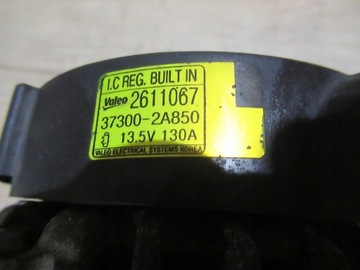 I.C REG. BUILT IN
Valeo 2611067
37300-2A850
13.5V 130A
VALEO ELECTRICAL SYSTEMS KOREA